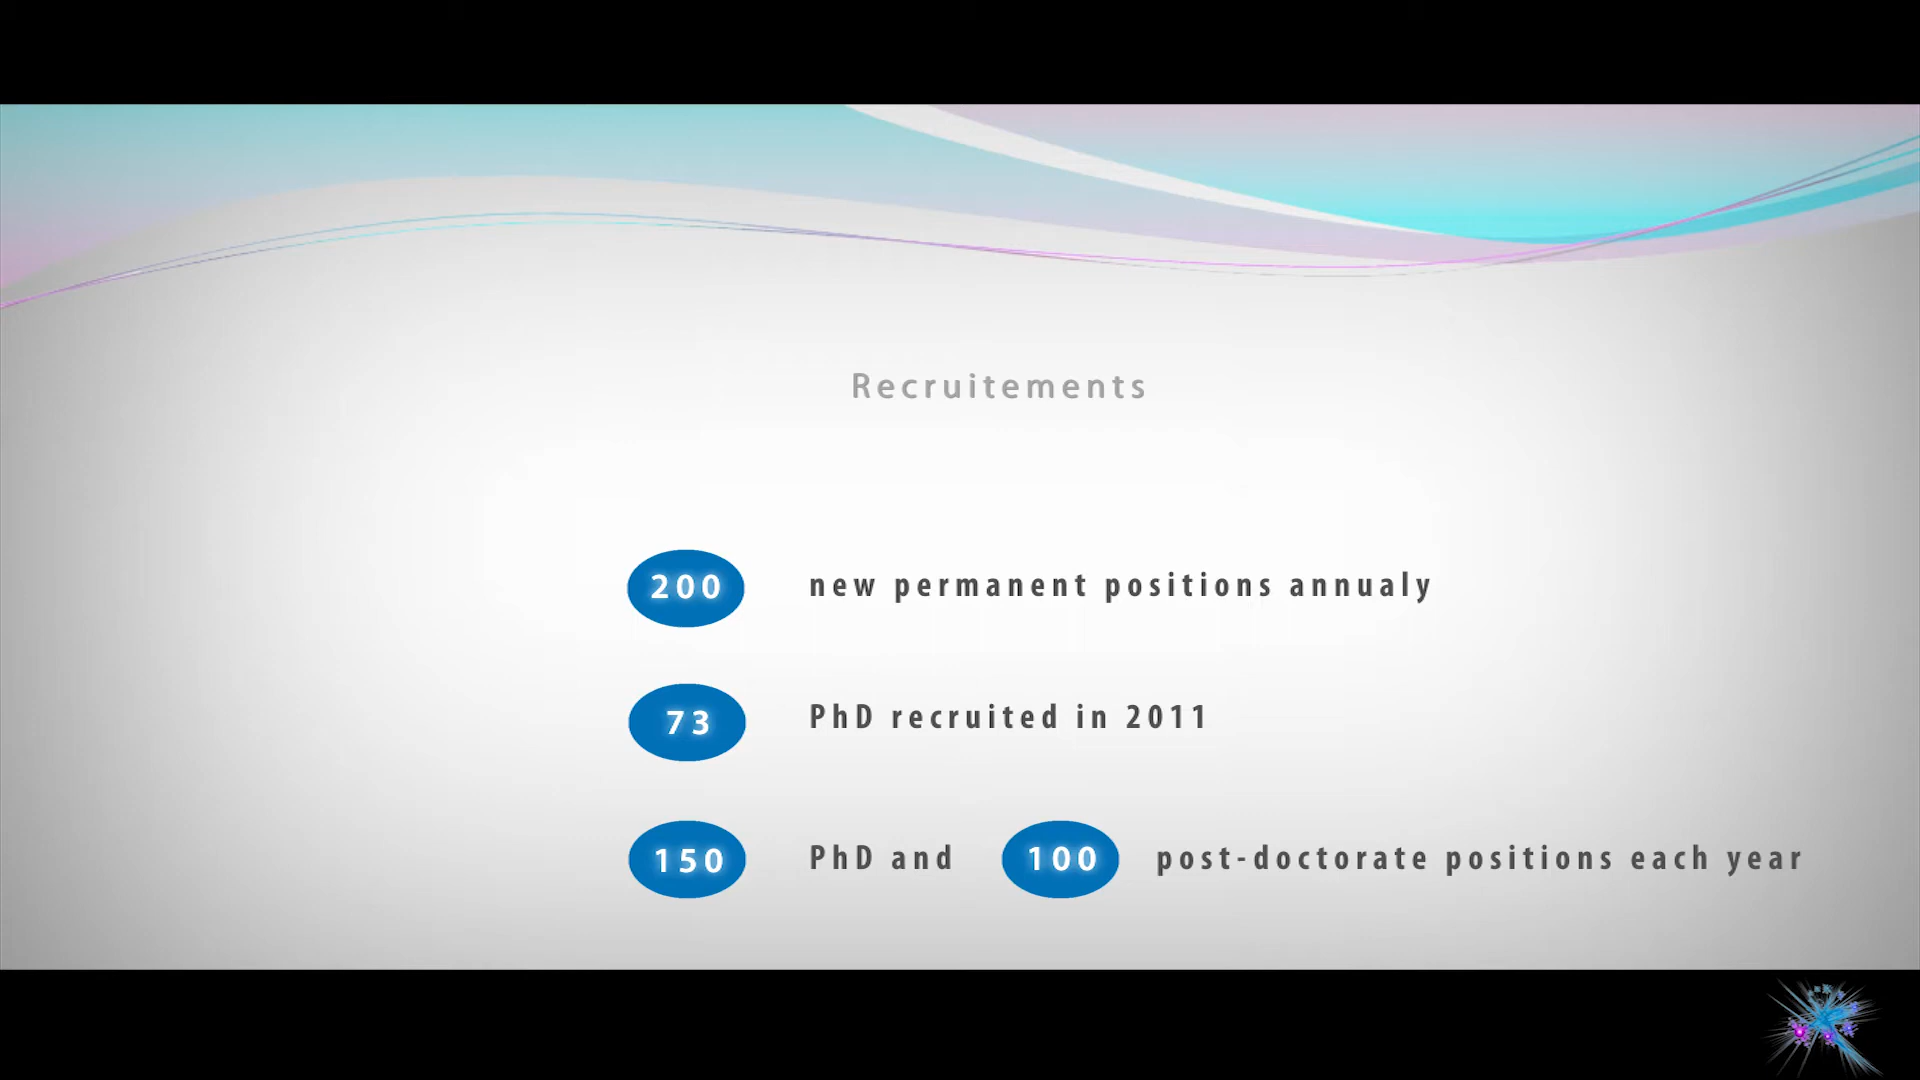 Recruitements
200 new permanent positions annualy
73 PhD recruited in 2011
150 PhD and 100 post-doctorate positions each year